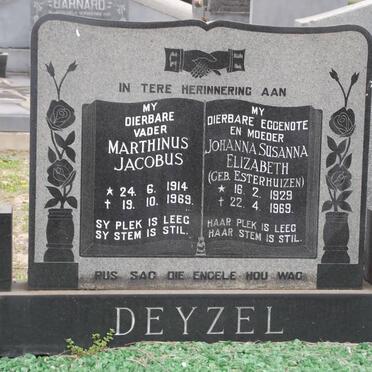 BARNARD
IN TERE HERINNERING AAN
MY
DIERBARE
VADER
MARTHINUS
JACOBUS
* 24. 6. 1914
† 19. 10. 1969.
SY PLEK IS LEEG
SY STEM IS STIL.
MY
DIERBARE EGGENOTE
EN MOEDER
JOHANNA SUSANNA
ELIZABETH
(GEB. ESTERHUIZEN)
* 16. 2. 1929
† 22. 4. 1969.
HAAR PLEK IS LEEG
HAAR STEM IS STIL.
RUS SAG DIE ENGELE HOU WAG
DEYZEL